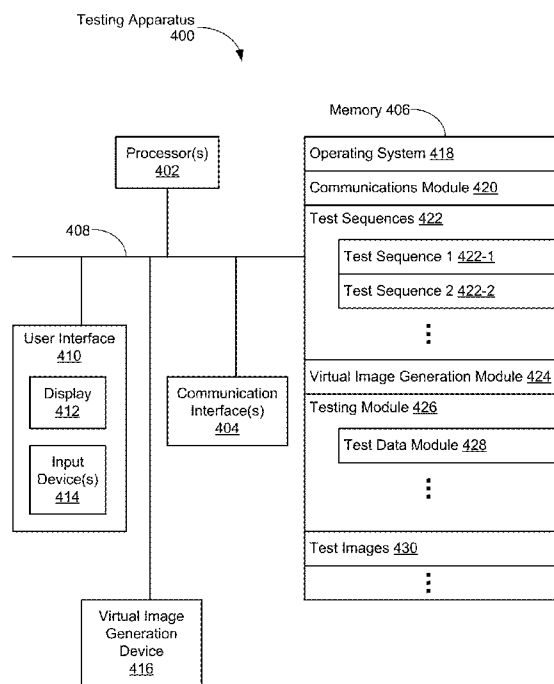 Testing Apparatus
400
Memory 406
Processor(s)
402
408
Operating System 418
Communications Module 420
Test Sequences 422
Test Sequence 1 422-1
Test Sequence 2 422-2
User Interface
410
Display
412
Input
Device(s)
414
Communication
Interface(s)
404
Virtual Image Generation Module 424
Testing Module 426
Test Data Module 428
Test Images 430
Virtual Image
Generation
Device
416